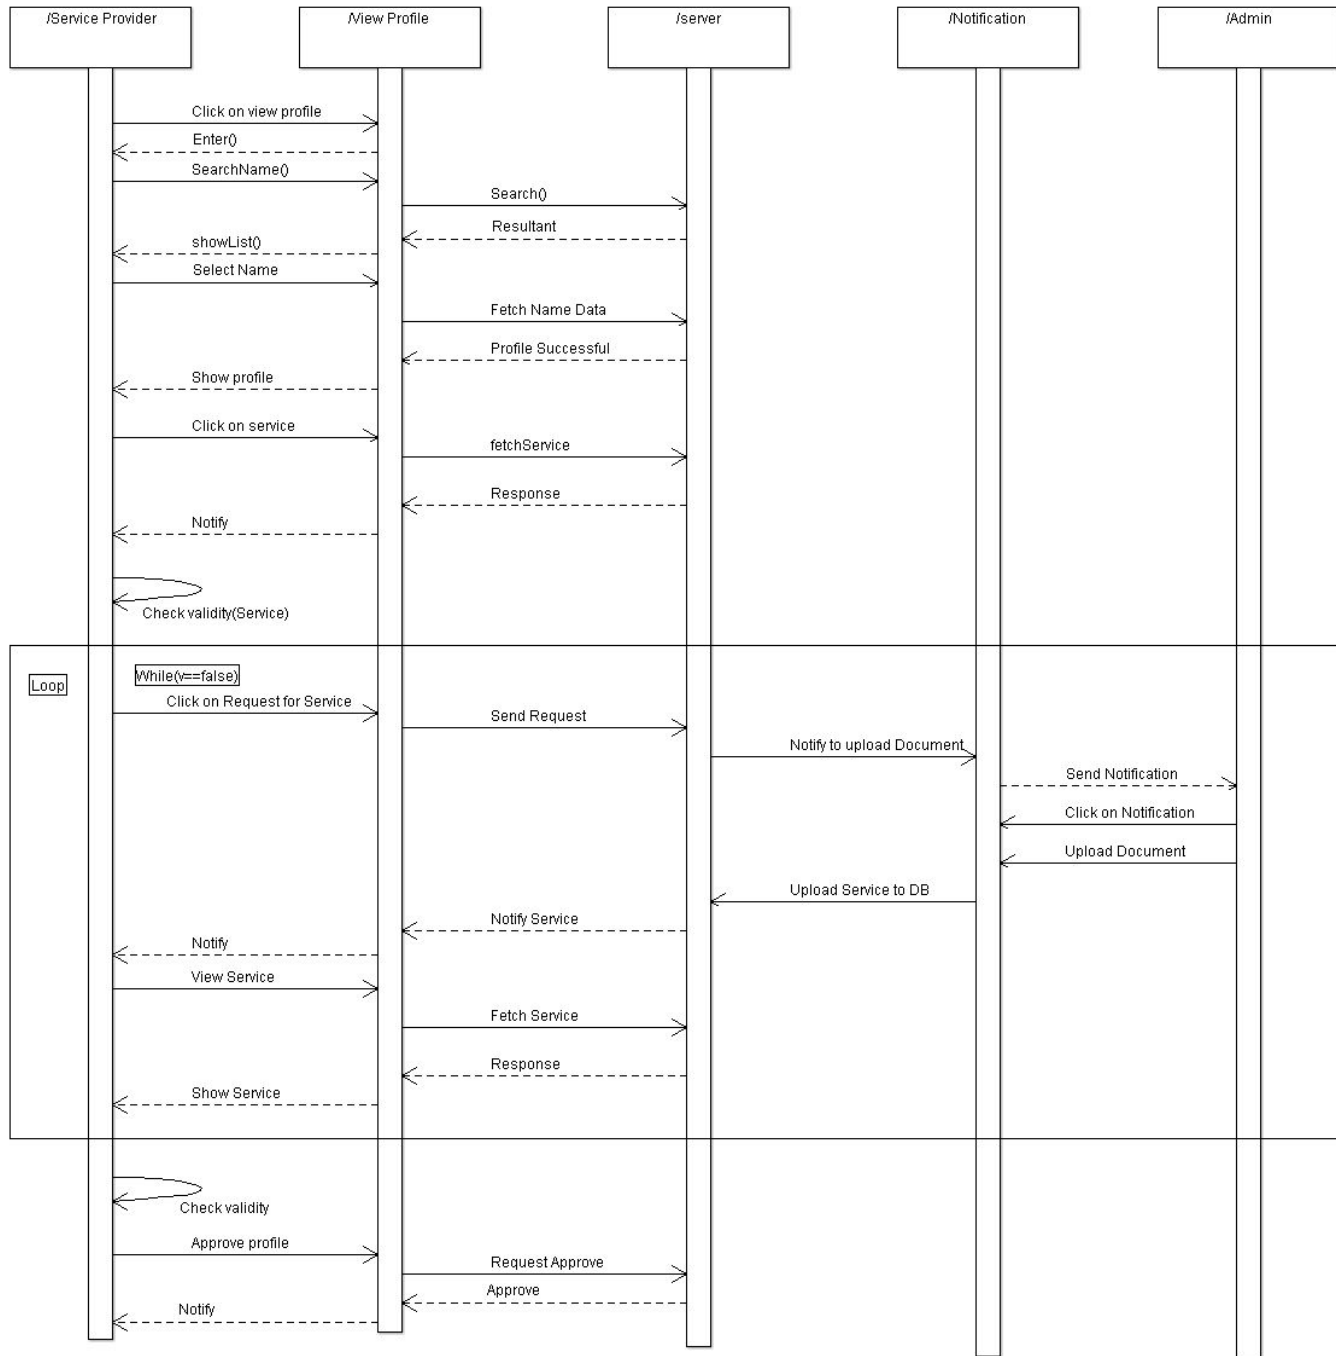 /Service Provider
/View Profile
/server
/Notification
/Admin
Click on view profile
Enter()
SearchName()
Search()
Resultant
showList()
Select Name
Fetch Name Data
Profile Successful
Show profile
Click on service
fetchService
Response
Notify
Check validity(Service)
Loop
While(v==false)
Click on Request for Service
Send Request
Notify to upload Document
Send Notification
Click on Notification
Upload Document
Upload Service to DB
Notify Service
Notify
View Service
Fetch Service
Response
Show Service
Check validity
Approve profile
Request Approve
Approve
Notify